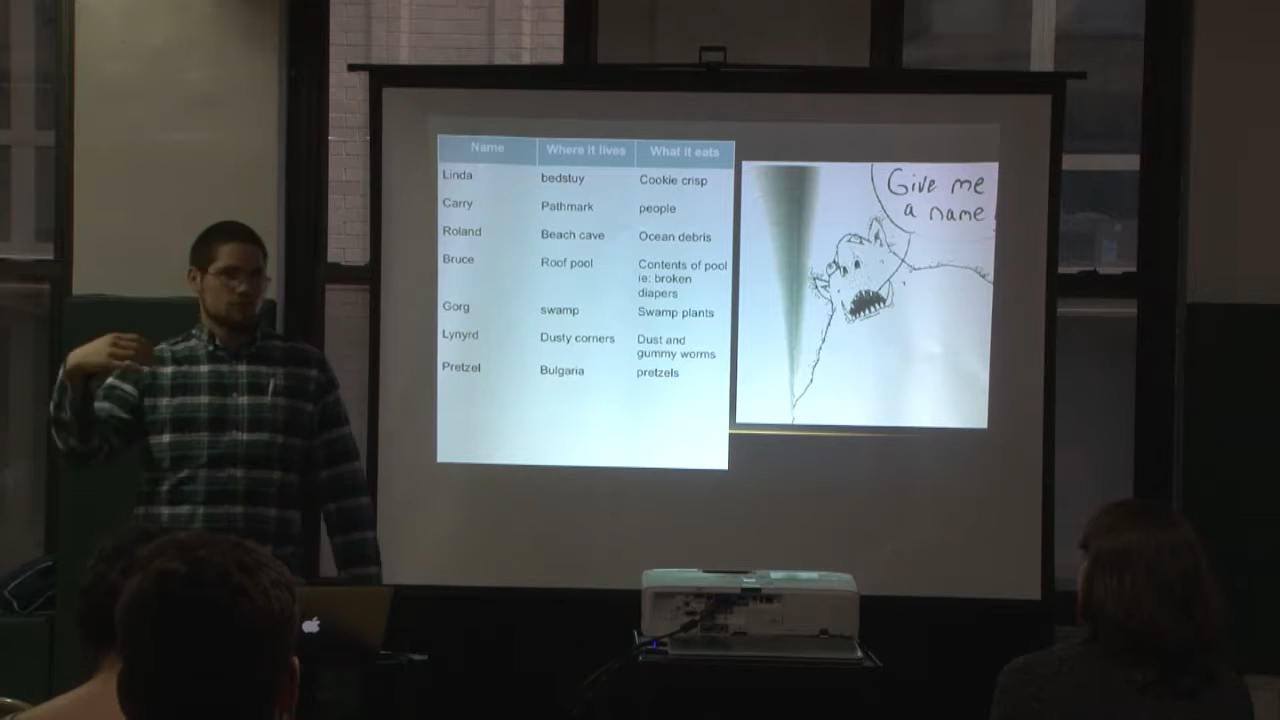 Name Where it lives What it eats
Linda bedstuy Cookie crisp
Carry Pathmark people
Roland Beach cave Ocean debris
Bruce Roof pool Contents of pool
ie: broken
diapers
Gorg swamp Swamp plants
Lynyrd Dusty corners Dust and
gummy worms
Pretzel Bulgaria pretzels
Give me
a name